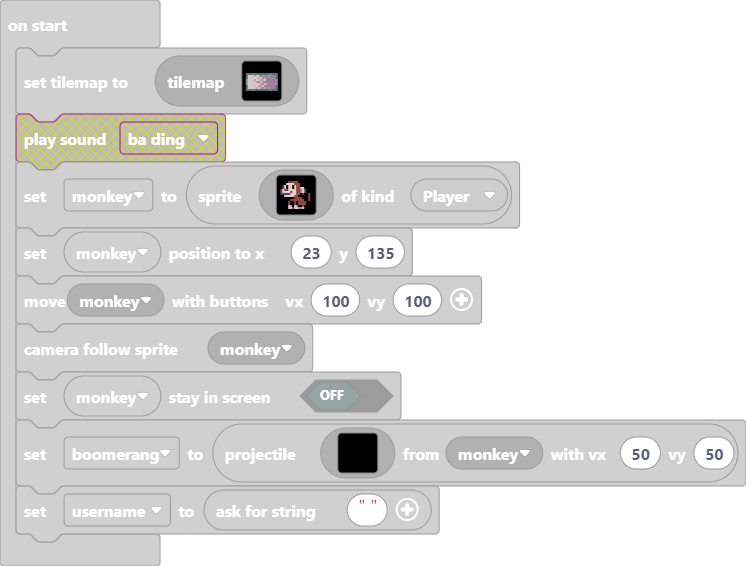 on start
set tilemap to tilemap
play sound ba ding
set monkey to sprite of kind Player
set monkey position to x 23 y 135
move monkey with buttons vx 100 vy 100
camera follow sprite monkey
set monkey stay in screen OFF
set boomerang to projectile from monkey with vx 50 vy 50
set username to ask for string " "